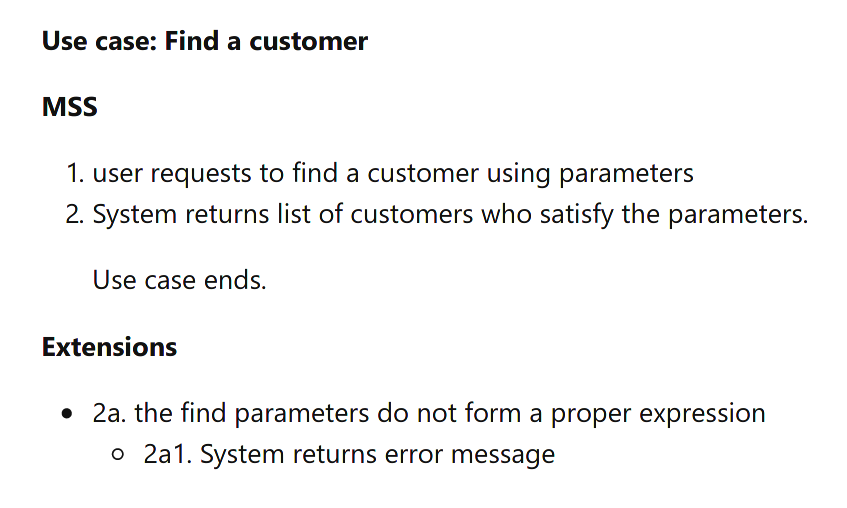 Use case: Find a customer
MSS
1. user requests to find a customer using parameters
2. System returns list of customers who satisfy the parameters.
Use case ends.
Extensions
• 2a. the find parameters do not form a proper expression
○ 2a1. System returns error message